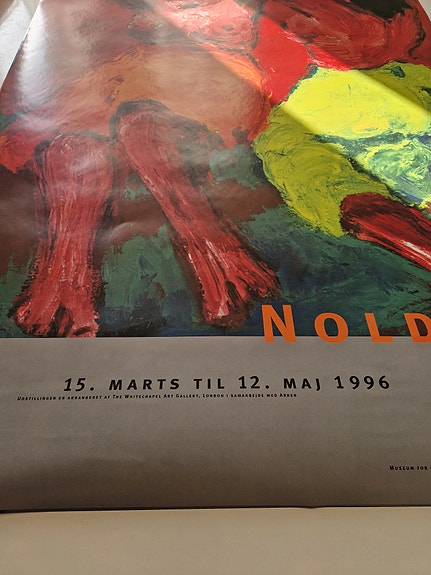 NOLD
15. MARTS TIL 12. MAJ 1996
UDSTILLINGEN ER ARRANGERET AF THE WHITECHAPEL ART GALLERY, LONDON I SAMARBEJDE MED ARKEN
MUSEUM FOR